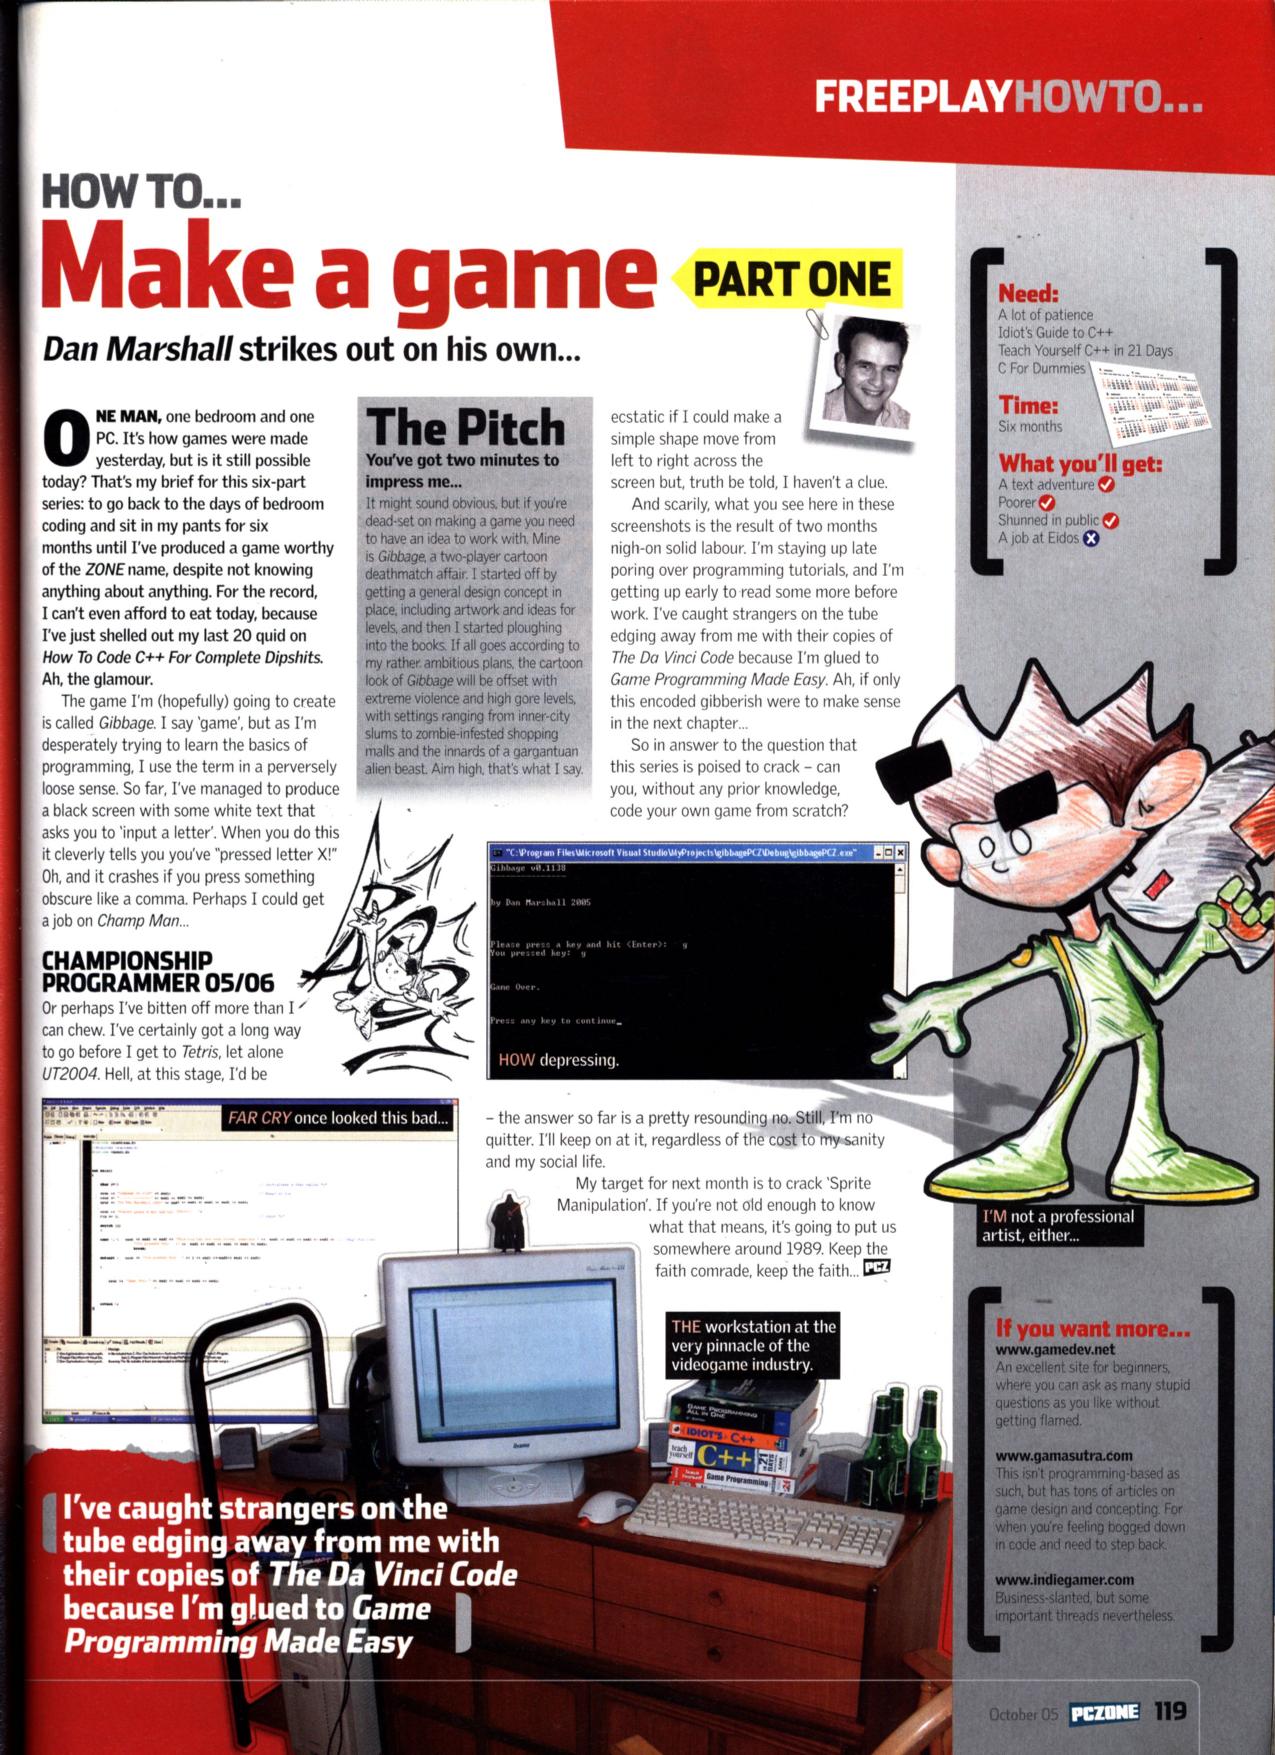 FREEPLAYHOWTO...
HOW TO...
Make a game
PART ONE
Dan Marshall strikes out on his own...
ONE MAN, one bedroom and one
PC. It's how games were made
yesterday, but is it still possible
today? That's my brief for this six-part
series: to go back to the days of bedroom
coding and sit in my pants for six
months until I've produced a game worthy
of the ZONE name, despite not knowing
anything about anything. For the record,
I can't even afford to eat today, because
I've just shelled out my last 20 quid on
How To Code C++ For Complete Dipshits.
Ah, the glamour.
The game I'm (hopefully) going to create
is called Gibbage. I say 'game', but as I'm
desperately trying to learn the basics of
programming, I use the term in a perversely
loose sense. So far, I've managed to produce
a black screen with some white text that
asks you to 'input a letter'. When you do this
it cleverly tells you you've "pressed letter X!"
Oh, and it crashes if you press something
obscure like a comma. Perhaps I could get
a job on Champ Man...
CHAMPIONSHIP
PROGRAMMER 05/06
Or perhaps I've bitten off more than I
can chew. I've certainly got a long way
to go before I get to Tetris, let alone
UT2004. Hell, at this stage, I'd be
The Pitch
You've got two minutes to
impress me...
It might sound obvious, but if you're
dead-set on making a game you need
to have an idea to work with. Mine
is Gibbage, a two-player cartoon
deathmatch affair. I started off by
getting a general design concept in
place, including artwork and ideas for
levels, and then I started ploughing
into the books. If all goes according to
my rather ambitious plans, the cartoon
look of Gibbage will be offset with
extreme violence and high gore levels,
with settings ranging from inner-city
slums to zombie-infested shopping
malls and the innards of a gargantuan
alien beast. Aim high, that's what I say.
ecstatic if I could make a
simple shape move from
left to right across the
screen but, truth be told, I haven't a clue.
And scarily, what you see here in these
screenshots is the result of two months
nigh-on solid labour. I'm staying up late
poring over programming tutorials, and I'm
getting up early to read some more before
work. I've caught strangers on the tube
edging away from me with their copies of
The Da Vinci Code because I'm glued to
Game Programming Made Easy. Ah, if only
this encoded gibberish were to make sense
in the next chapter...
So in answer to the question that
this series is poised to crack – can
you, without any prior knowledge,
code your own game from scratch?
"C:\Program Files\Microsoft Visual Studio\MyProjects\gibbagePCZ\Debug\gibbagePCZ.exe"
Gibbage v0.1138
by Dan Marshall 2005
Please press a key and hit (Enter): g
You pressed key: g
Game Over.
Press any key to continue_
HOW depressing.
FAR CRY once looked this bad...
– the answer so far is a pretty resounding no. Still, I'm no
quitter. I'll keep on at it, regardless of the cost to my sanity
and my social life.
My target for next month is to crack 'Sprite
Manipulation'. If you're not old enough to know
what that means, it's going to put us
somewhere around 1989. Keep the
faith comrade, keep the faith... PCZ
THE workstation at the
very pinnacle of the
videogame industry.
GAME PROGRAMMING
ALL IN ONE
IDIOT'S C++
teach yourself C++ in 21 DAYS
Game Programming
I've caught strangers on the
tube edging away from me with
their copies of The Da Vinci Code
because I'm glued to Game
Programming Made Easy
Need:
A lot of patience
Idiot's Guide to C++
Teach Yourself C++ in 21 Days
C For Dummies
Time:
Six months
What you'll get:
A text adventure
Poorer
Shunned in public
A job at Eidos
I'M not a professional
artist, either...
If you want more...
www.gamedev.net
An excellent site for beginners,
where you can ask as many stupid
questions as you like without
getting flamed.
www.gamasutra.com
This isn't programming-based as
such, but has tons of articles on
game design and concepting. For
when you're feeling bogged down
in code and need to step back.
www.indiegamer.com
Business-slanted, but some
important threads nevertheless.
October 05 PCZONE 119